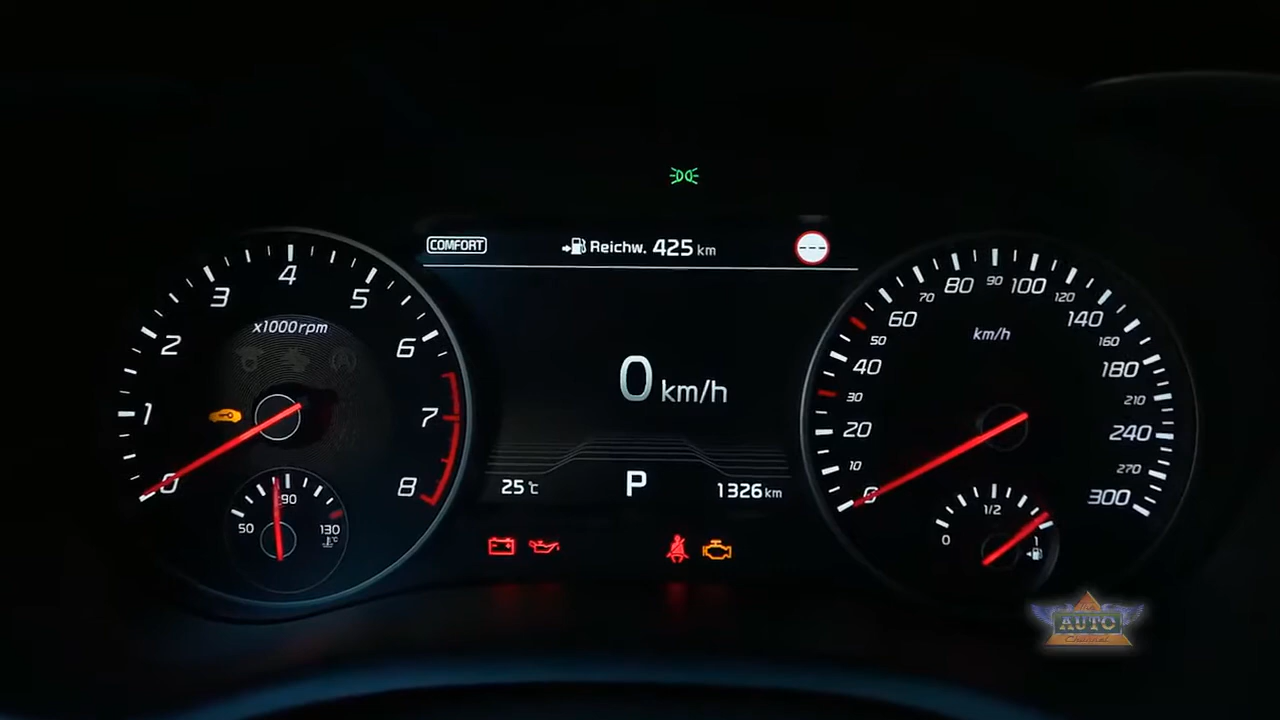 COMFORT
Reichw. 425 km
---
x1000rpm
0
1
2
3
4
5
6
7
8
50
90
130
°C
0 km/h
25°C
P
1326 km
km/h
0
10
20
30
40
50
60
70
80
90
100
120
140
160
180
210
240
270
300
0
1/2
1
The
AUTO
Channel